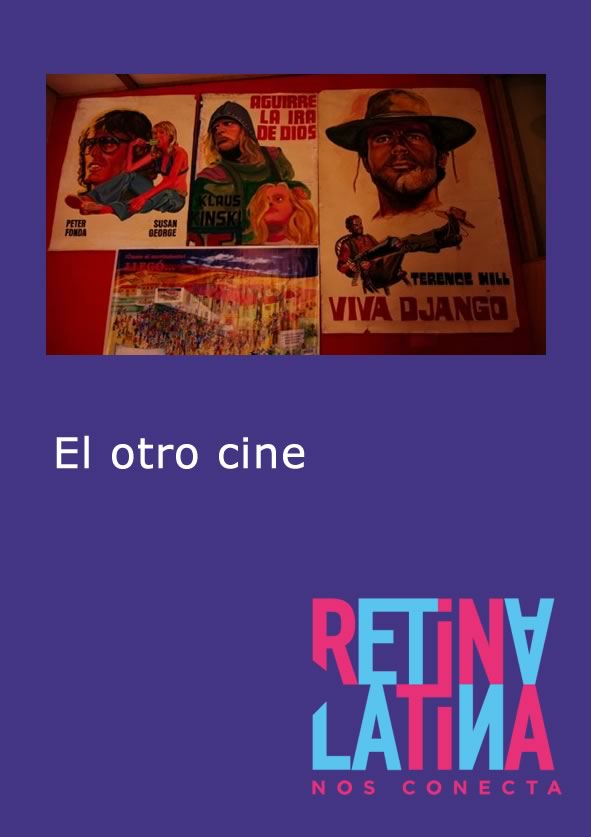 AGUIRRE
LA IRA
DE DIOS
KLAUS
KINSKI
PETER
FONDA
SUSAN
GEORGE
TERENCE HILL
VIVA DJANGO
El otro cine
RETINA
LATINA
NOS CONECTA